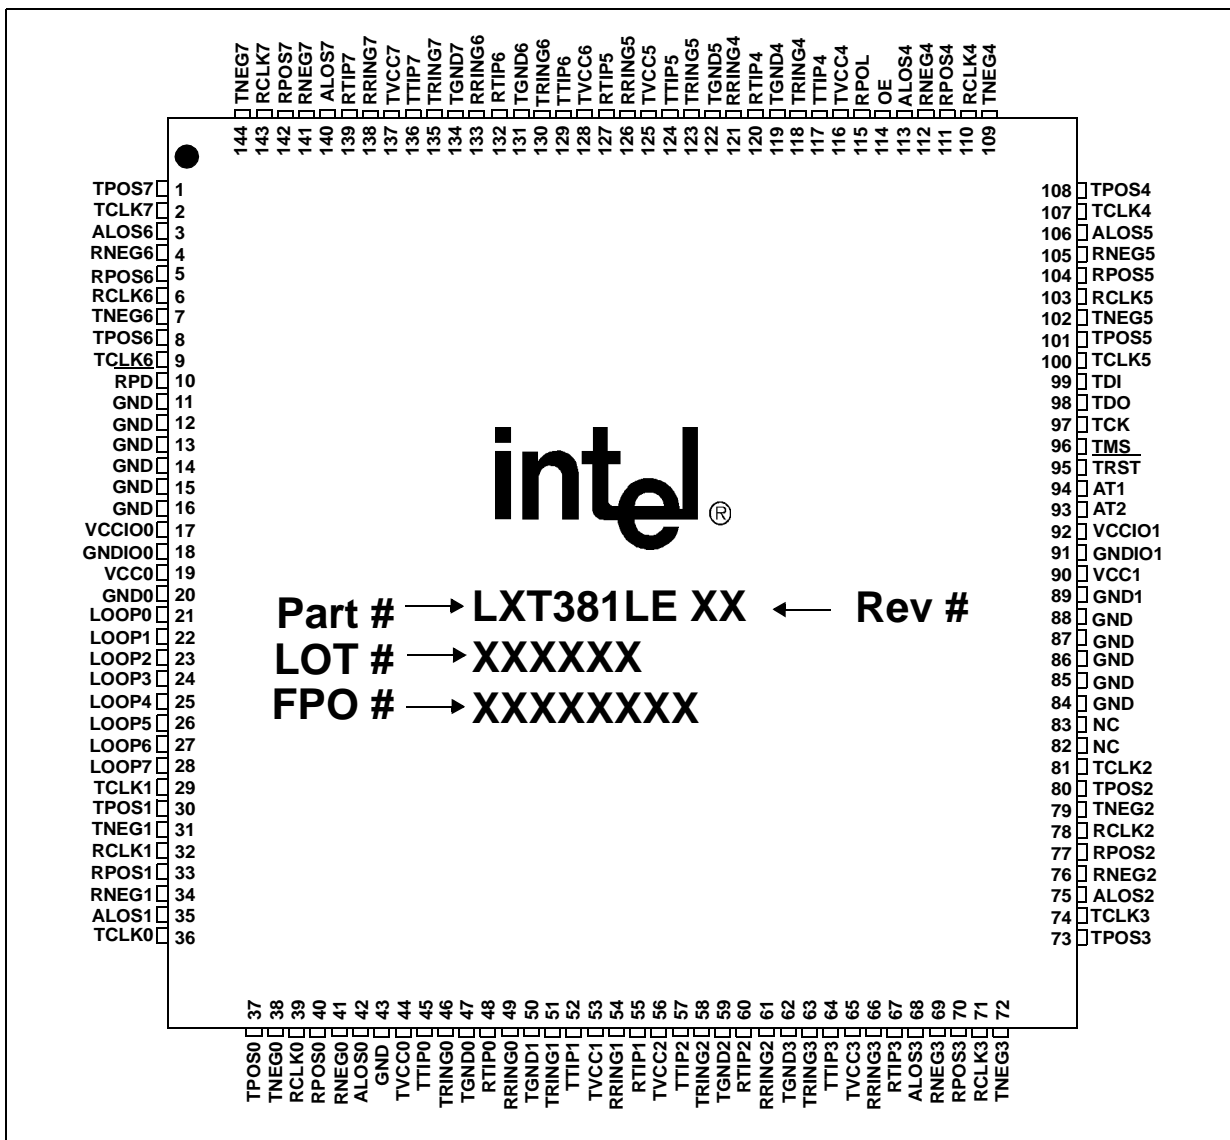 TNEG7 RCLK7 RPOS7 RNEG7 ALOS7 RTIP7 RRING7 TVCC7 TTIP7 TRING7 TGND7 RRING6 RTIP6 TGND6 TRING6 TTIP6 TVCC6 RTIP5 RRING5 TVCC5 TTIP5 TRING5 TGND5 RRING4 RTIP4 TGND4 TRING4 TTIP4 TVCC4 RPOL OE ALOS4 RNEG4 RPOS4 RCLK4 TNEG4
144 143 142 141 140 139 138 137 136 135 134 133 132 131 130 129 128 127 126 125 124 123 122 121 120 119 118 117 116 115 114 113 112 111 110 109
TPOS7 1
TCLK7 2
ALOS6 3
RNEG6 4
RPOS6 5
RCLK6 6
TNEG6 7
TPOS6 8
TCLK6 9
RPD 10
GND 11
GND 12
GND 13
GND 14
GND 15
GND 16
VCCIO0 17
GNDIO0 18
VCC0 19
GND0 20
LOOP0 21
LOOP1 22
LOOP2 23
LOOP3 24
LOOP4 25
LOOP5 26
LOOP6 27
LOOP7 28
TCLK1 29
TPOS1 30
TNEG1 31
RCLK1 32
RPOS1 33
RNEG1 34
ALOS1 35
TCLK0 36
intel ®
Part # LXT381LE XX Rev #
LOT # XXXXXX
FPO # XXXXXXXX
108 TPOS4
107 TCLK4
106 ALOS5
105 RNEG5
104 RPOS5
103 RCLK5
102 TNEG5
101 TPOS5
100 TCLK5
99 TDI
98 TDO
97 TCK
96 TMS
95 TRST
94 AT1
93 AT2
92 VCCIO1
91 GNDIO1
90 VCC1
89 GND1
88 GND
87 GND
86 GND
85 GND
84 GND
83 NC
82 NC
81 TCLK2
80 TPOS2
79 TNEG2
78 RCLK2
77 RPOS2
76 RNEG2
75 ALOS2
74 TCLK3
73 TPOS3
37 38 39 40 41 42 43 44 45 46 47 48 49 50 51 52 53 54 55 56 57 58 59 60 61 62 63 64 65 66 67 68 69 70 71 72
TPOS0 TNEG0 RCLK0 RPOS0 RNEG0 ALOS0 GND TVCC0 TTIP0 TRING0 TGND0 RTIP0 RRING0 TGND1 TRING1 TTIP1 TVCC1 RRING1 RTIP1 TVCC2 TTIP2 TRING2 TGND2 RTIP2 RRING2 TGND3 TRING3 TTIP3 TVCC3 RRING3 RTIP3 ALOS3 RNEG3 RPOS3 RCLK3 TNEG3